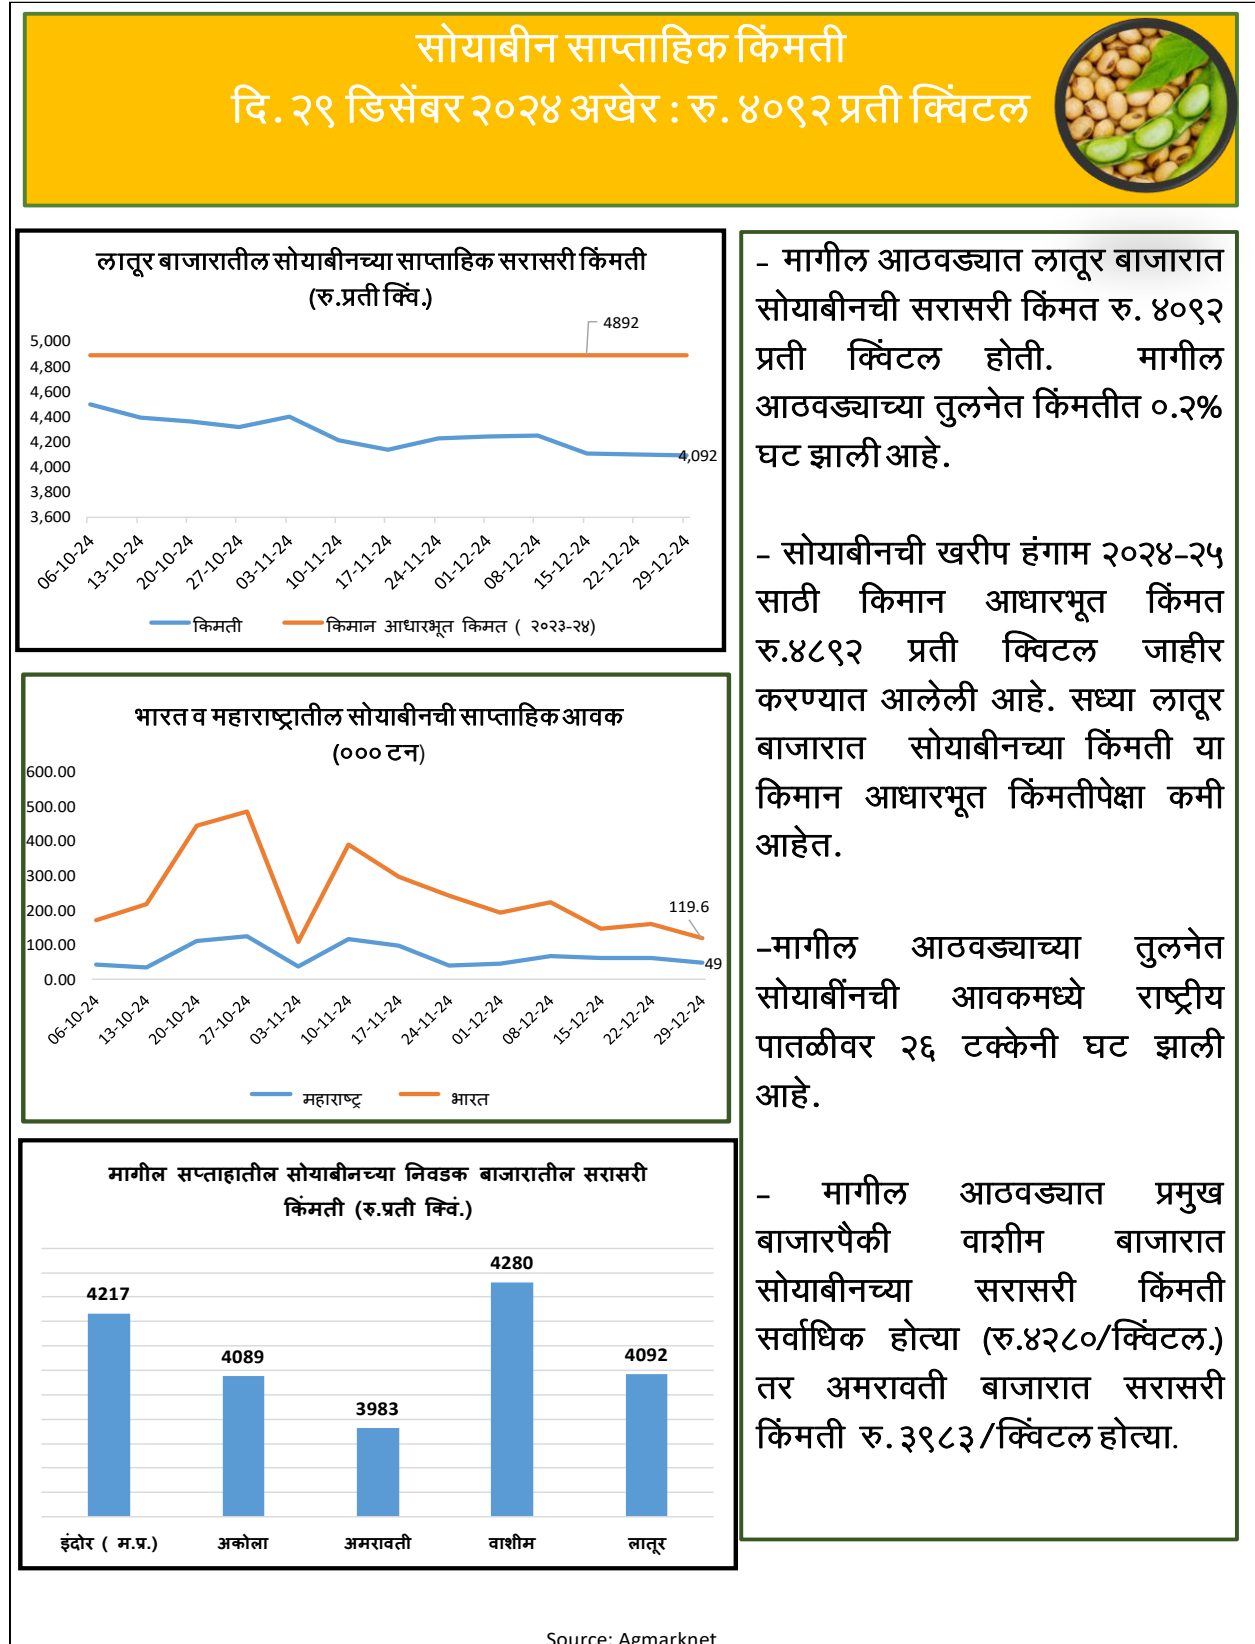 सोयाबीन साप्ताहिक किंमती
दि. २९ डिसेंबर २०२४ अखेर : रु. ४०९२ प्रती क्विंटल
लातूर बाजारातील सोयाबीनच्या साप्ताहिक सरासरी किंमती
(रु.प्रती क्विं.)
4892
5,000
4,800
4,600
4,400
4,200
4,000
3,800
3,600
4,092
06-10-24
13-10-24
20-10-24
27-10-24
03-11-24
10-11-24
17-11-24
24-11-24
01-12-24
08-12-24
15-12-24
22-12-24
29-12-24
किमती
किमान आधारभूत किमत ( २०२३-२४)
भारत व महाराष्ट्रातील सोयाबीनची साप्ताहिक आवक
(००० टन)
600.00
500.00
400.00
300.00
200.00
100.00
0.00
119.6
49
06-10-24
13-10-24
20-10-24
27-10-24
03-11-24
10-11-24
17-11-24
24-11-24
01-12-24
08-12-24
15-12-24
22-12-24
29-12-24
महाराष्ट्र
भारत
मागील सप्ताहातील सोयाबीनच्या निवडक बाजारातील सरासरी
किंमती (रु.प्रती क्विं.)
4217
4089
3983
4280
4092
इंदोर ( म.प्र.)
अकोला
अमरावती
वाशीम
लातूर
- मागील आठवड्यात लातूर बाजारात
सोयाबीनची सरासरी किंमत रु. ४०९२
प्रती क्विंटल होती. मागील
आठवड्याच्या तुलनेत किंमतीत ०.२%
घट झाली आहे.
- सोयाबीनची खरीप हंगाम २०२४-२५
साठी किमान आधारभूत किंमत
रु.४८९२ प्रती क्विटल जाहीर
करण्यात आलेली आहे. सध्या लातूर
बाजारात सोयाबीनच्या किंमती या
किमान आधारभूत किंमतीपेक्षा कमी
आहेत.
-मागील आठवड्याच्या तुलनेत
सोयाबींनची आवकमध्ये राष्ट्रीय
पातळीवर २६ टक्केनी घट झाली
आहे.
- मागील आठवड्यात प्रमुख
बाजारपैकी वाशीम बाजारात
सोयाबीनच्या सरासरी किंमती
सर्वाधिक होत्या (रु.४२८०/क्विंटल.)
तर अमरावती बाजारात सरासरी
किंमती रु.३९८३/क्विंटल होत्या.
Source: Agmarknet